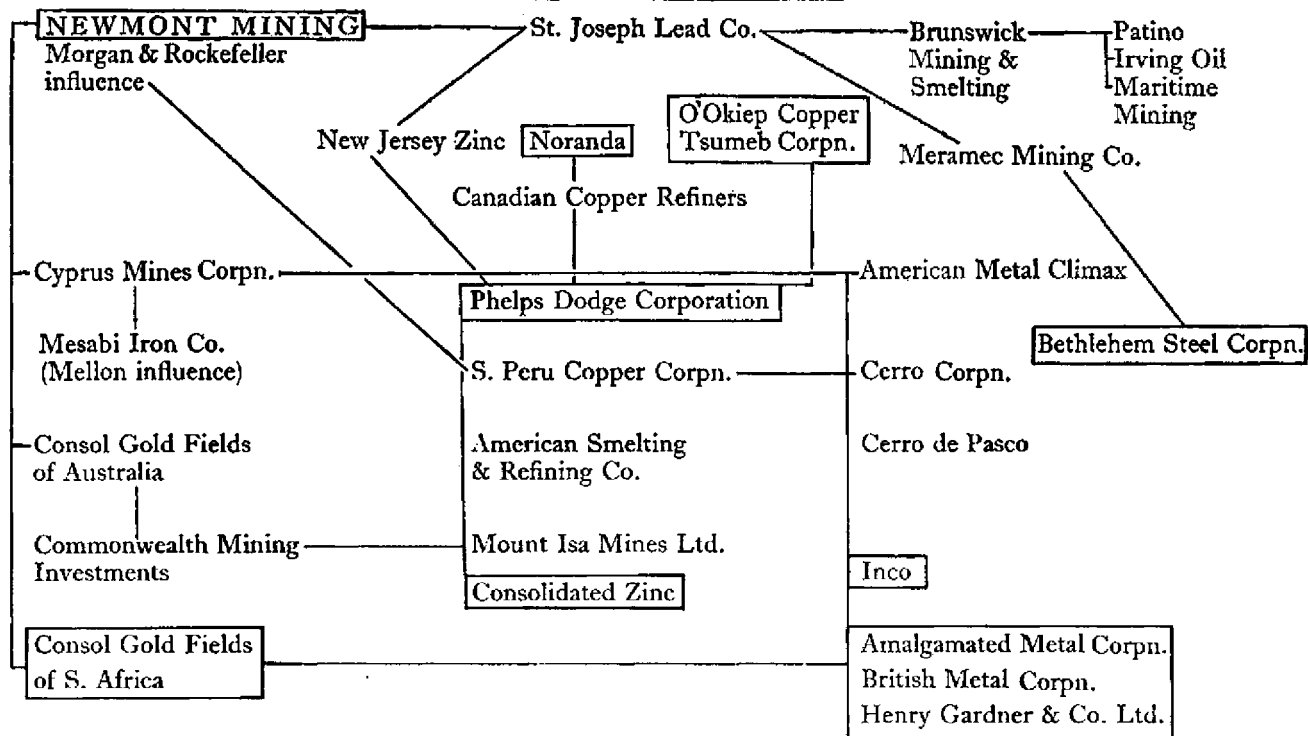 NEWMONT MINING
Morgan & Rockefeller
influence
St. Joseph Lead Co.
Brunswick
Mining &
Smelting
Patino
Irving Oil
Maritime
Mining
New Jersey Zinc
Noranda
O'Okiep Copper
Tsumeb Corpn.
Meramec Mining Co.
Canadian Copper Refiners
Cyprus Mines Corpn.
American Metal Climax
Phelps Dodge Corporation
Mesabi Iron Co.
(Mellon influence)
Bethlehem Steel Corpn.
S. Peru Copper Corpn.
Cerro Corpn.
Consol Gold Fields
of Australia
American Smelting
& Refining Co.
Cerro de Pasco
Commonwealth Mining
Investments
Mount Isa Mines Ltd.
Inco
Consolidated Zinc
Consol Gold Fields
of S. Africa
Amalgamated Metal Corpn.
British Metal Corpn.
Henry Gardner & Co. Ltd.